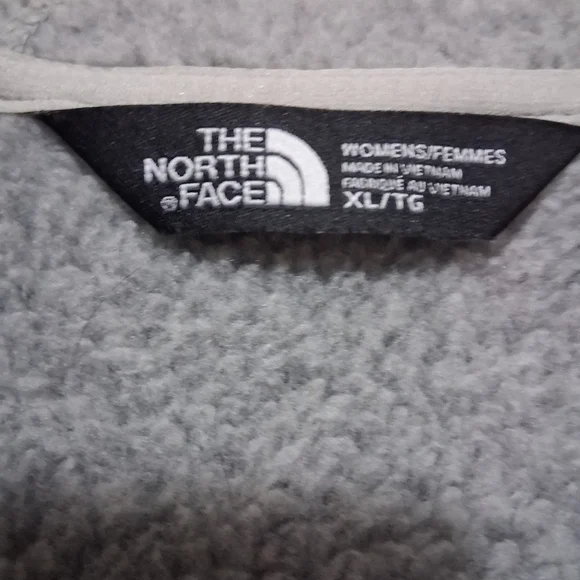 THE
NORTH
FACE
WOMENS/FEMMES
MADE IN VIETNAM
FABRIQUÉ AU VIETNAM
XL/TG